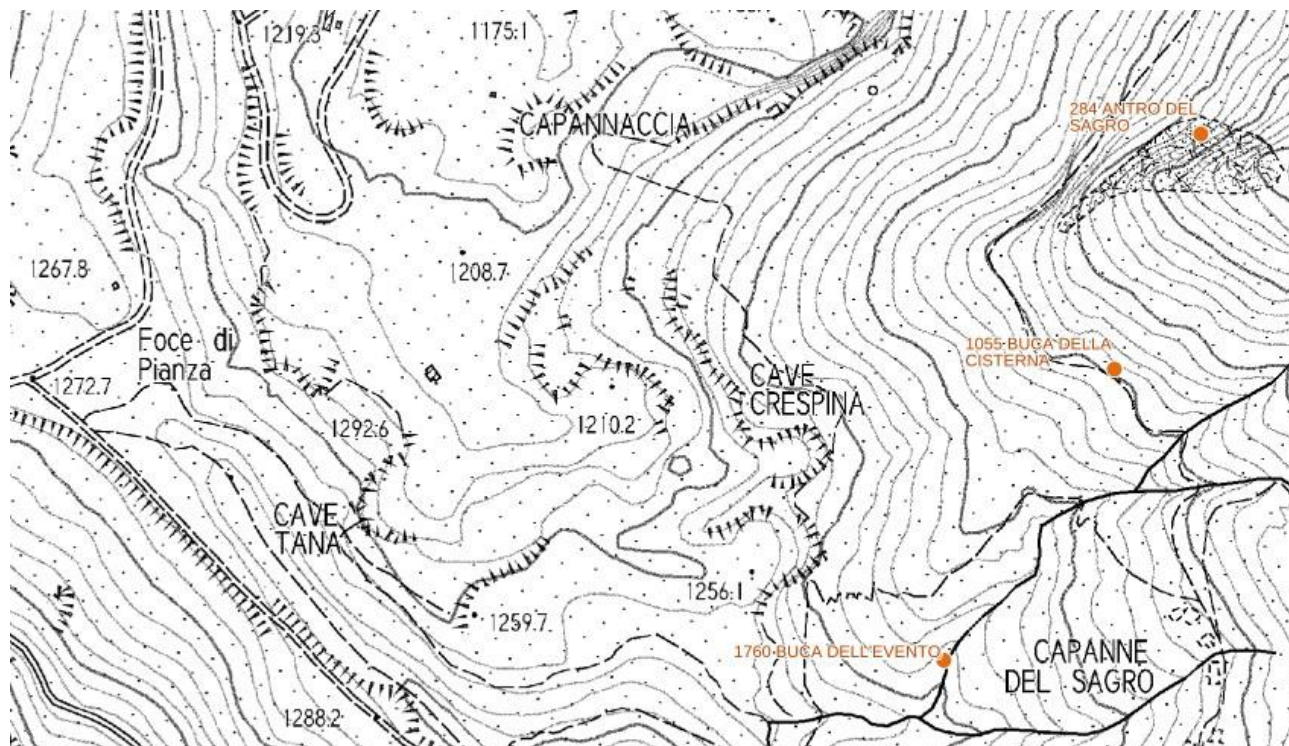 1219.3
1175.1
CAPANNACCIA
284 ANTRO DEL
SAGRO
1267.8
1208.7
Foce di
Pianza
1272.7
1055 BUCA DELLA
CISTERNA
CAVE
CRESPINA
1292.6
1210.2
CAVE
TANA
1256.1
1259.7
1760 BUCA DELL'EVENTO
CAPANNE
DEL SAGRO
1288.2